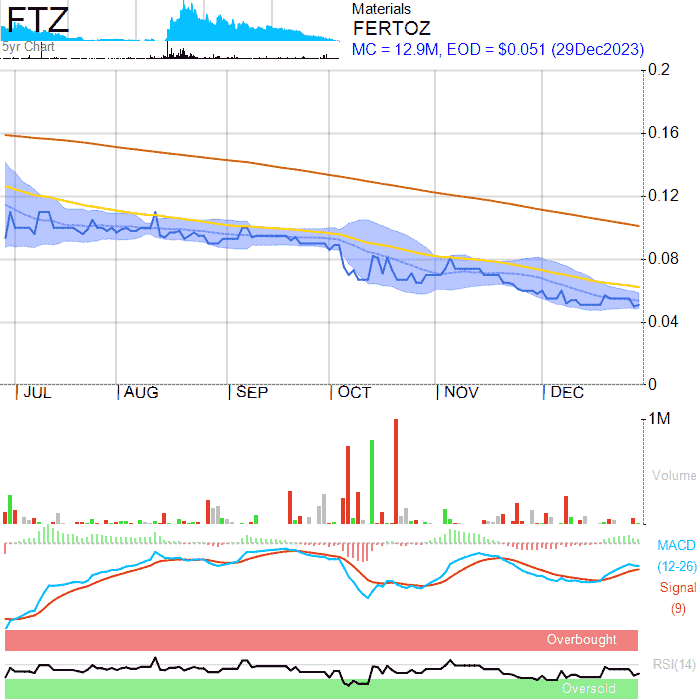 FTZ
5yr Chart
Materials
FERTOZ
MC = 12.9M, EOD = $0.051 (29Dec2023)
0.2
0.16
0.12
0.08
0.04
0
JUL AUG SEP OCT NOV DEC
1M
Volume
MACD
(12-26)
Signal
(9)
Overbought
RSI(14)
Oversold